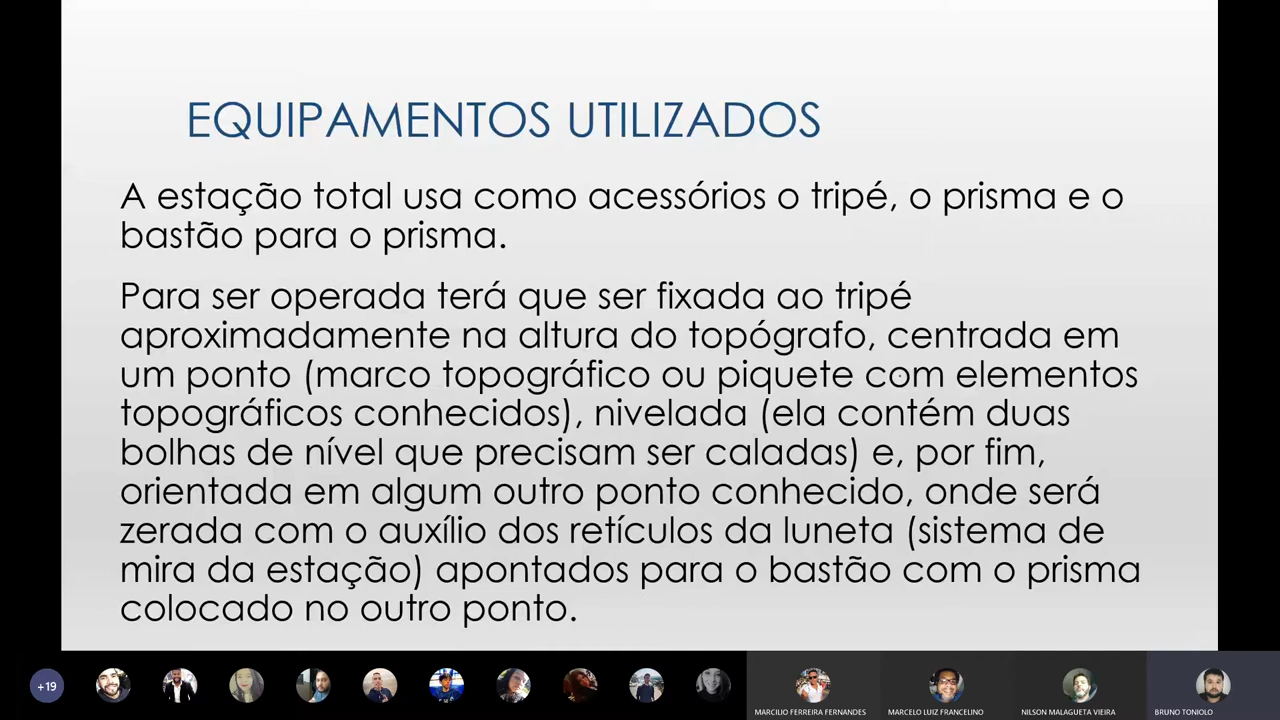 EQUIPAMENTOS UTILIZADOS
A estação total usa como acessórios o tripé, o prisma e o
bastão para o prisma.
Para ser operada terá que ser fixada ao tripé
aproximadamente na altura do topógrafo, centrada em
um ponto (marco topográfico ou piquete com elementos
topográficos conhecidos), nivelada (ela contém duas
bolhas de nível que precisam ser caladas) e, por fim,
orientada em algum outro ponto conhecido, onde será
zerada com o auxílio dos retículos da luneta (sistema de
mira da estação) apontados para o bastão com o prisma
colocado no outro ponto.
+19
MARCILIO FERREIRA FERNANDES
MARCELO LUIZ FRANCELINO
NILSON MALAGUETA VIEIRA
BRUNO TONIOLO